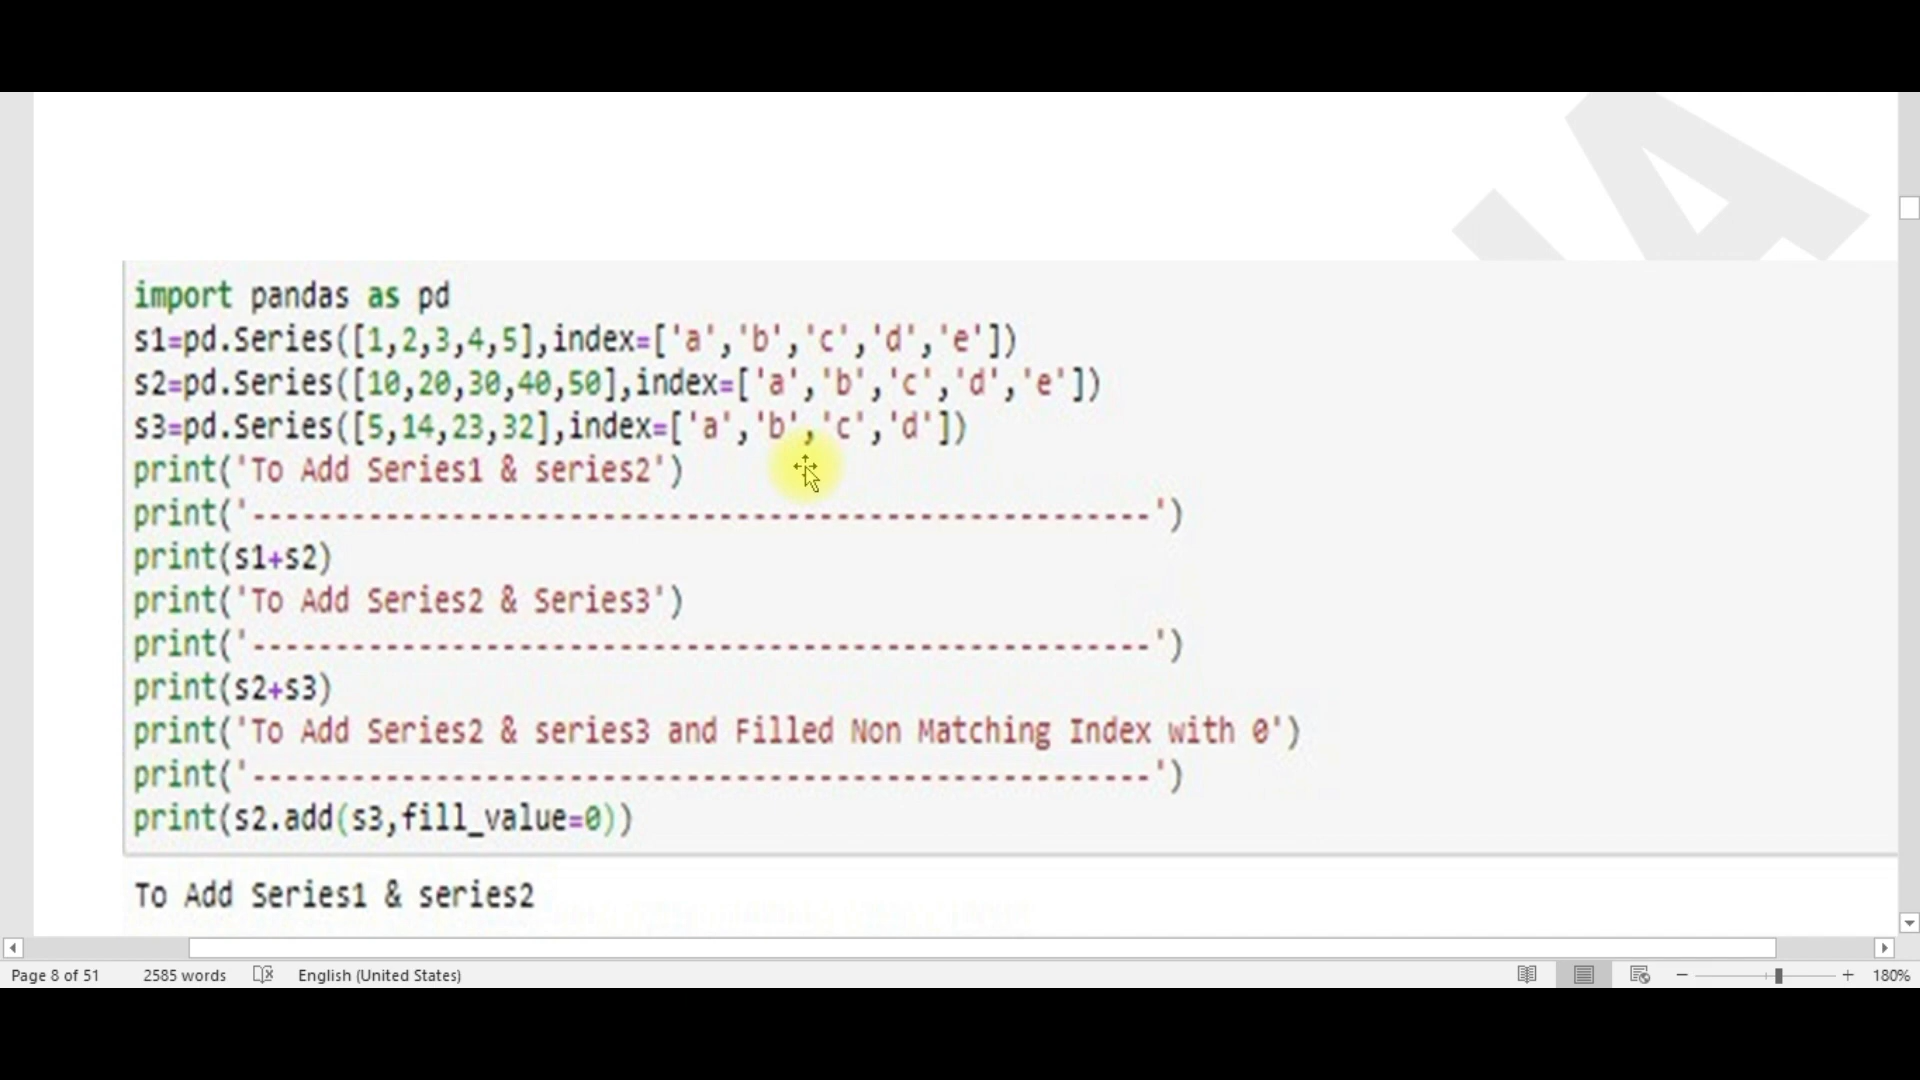 import pandas as pd
s1=pd.Series([1,2,3,4,5],index=['a','b','c','d','e'])
s2=pd.Series([10,20,30,40,50],index=['a','b','c','d','e'])
s3=pd.Series([5,14,23,32],index=['a','b','c','d'])
print('To Add Series1 & series2')
print('------------------------------------------------------')
print(s1+s2)
print('To Add Series2 & Series3')
print('------------------------------------------------------')
print(s2+s3)
print('To Add Series2 & series3 and Filled Non Matching Index with 0')
print('------------------------------------------------------')
print(s2.add(s3,fill_value=0))
To Add Series1 & series2
Page 8 of 51 2585 words English (United States) 180%